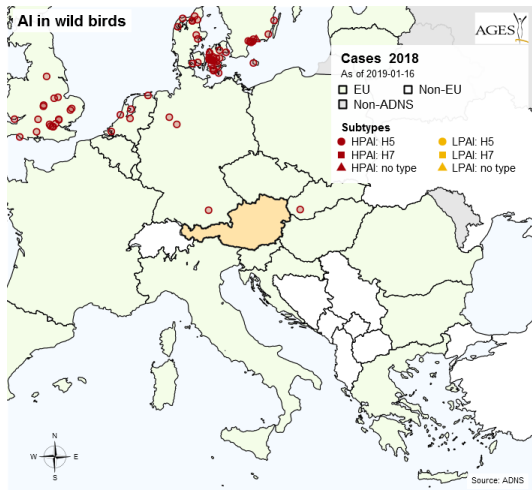 AI in wild birds
AGES
Cases 2018
As of 2019-01-16
EU Non-EU
Non-ADNS
Subtypes
HPAI: H5 LPAI: H5
HPAI: H7 LPAI: H7
HPAI: no type LPAI: no type
N
W E
S
Source: ADNS